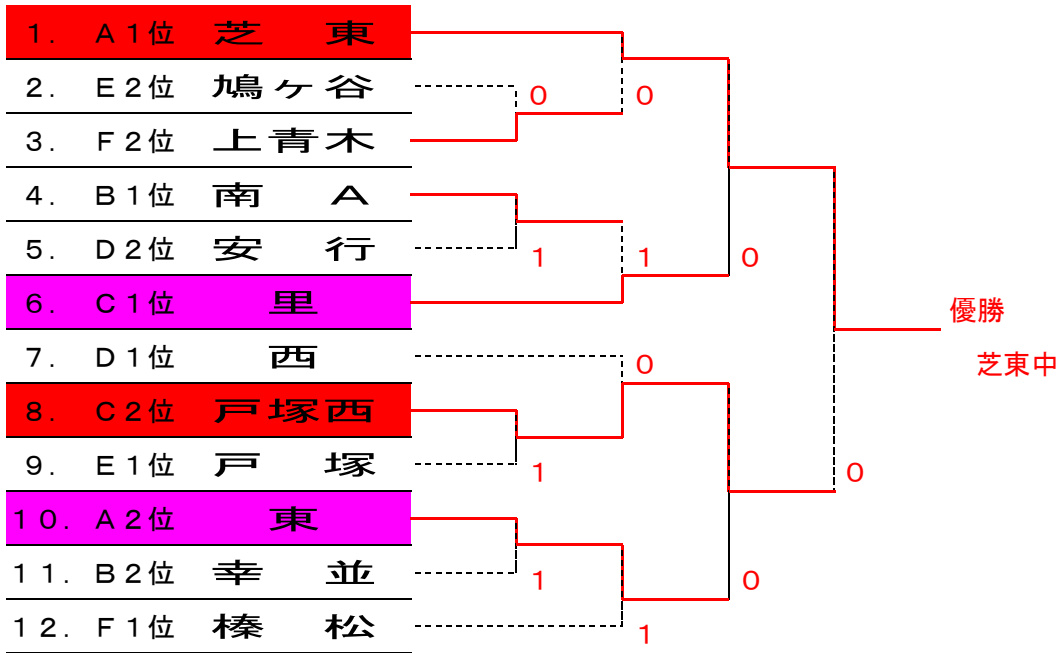 1. A1位 芝 東
2. E2位 鳩ヶ谷
0 0
3. F2位 上青木
4. B1位 南 A
5. D2位 安 行
1 1 0
6. C1位 里
優勝
7. D1位 西
0
芝東中
8. C2位 戸塚西
9. E1位 戸 塚
1 0
10. A2位 東
11. B2位 幸 並
1 0
12. F1位 榛 松
1